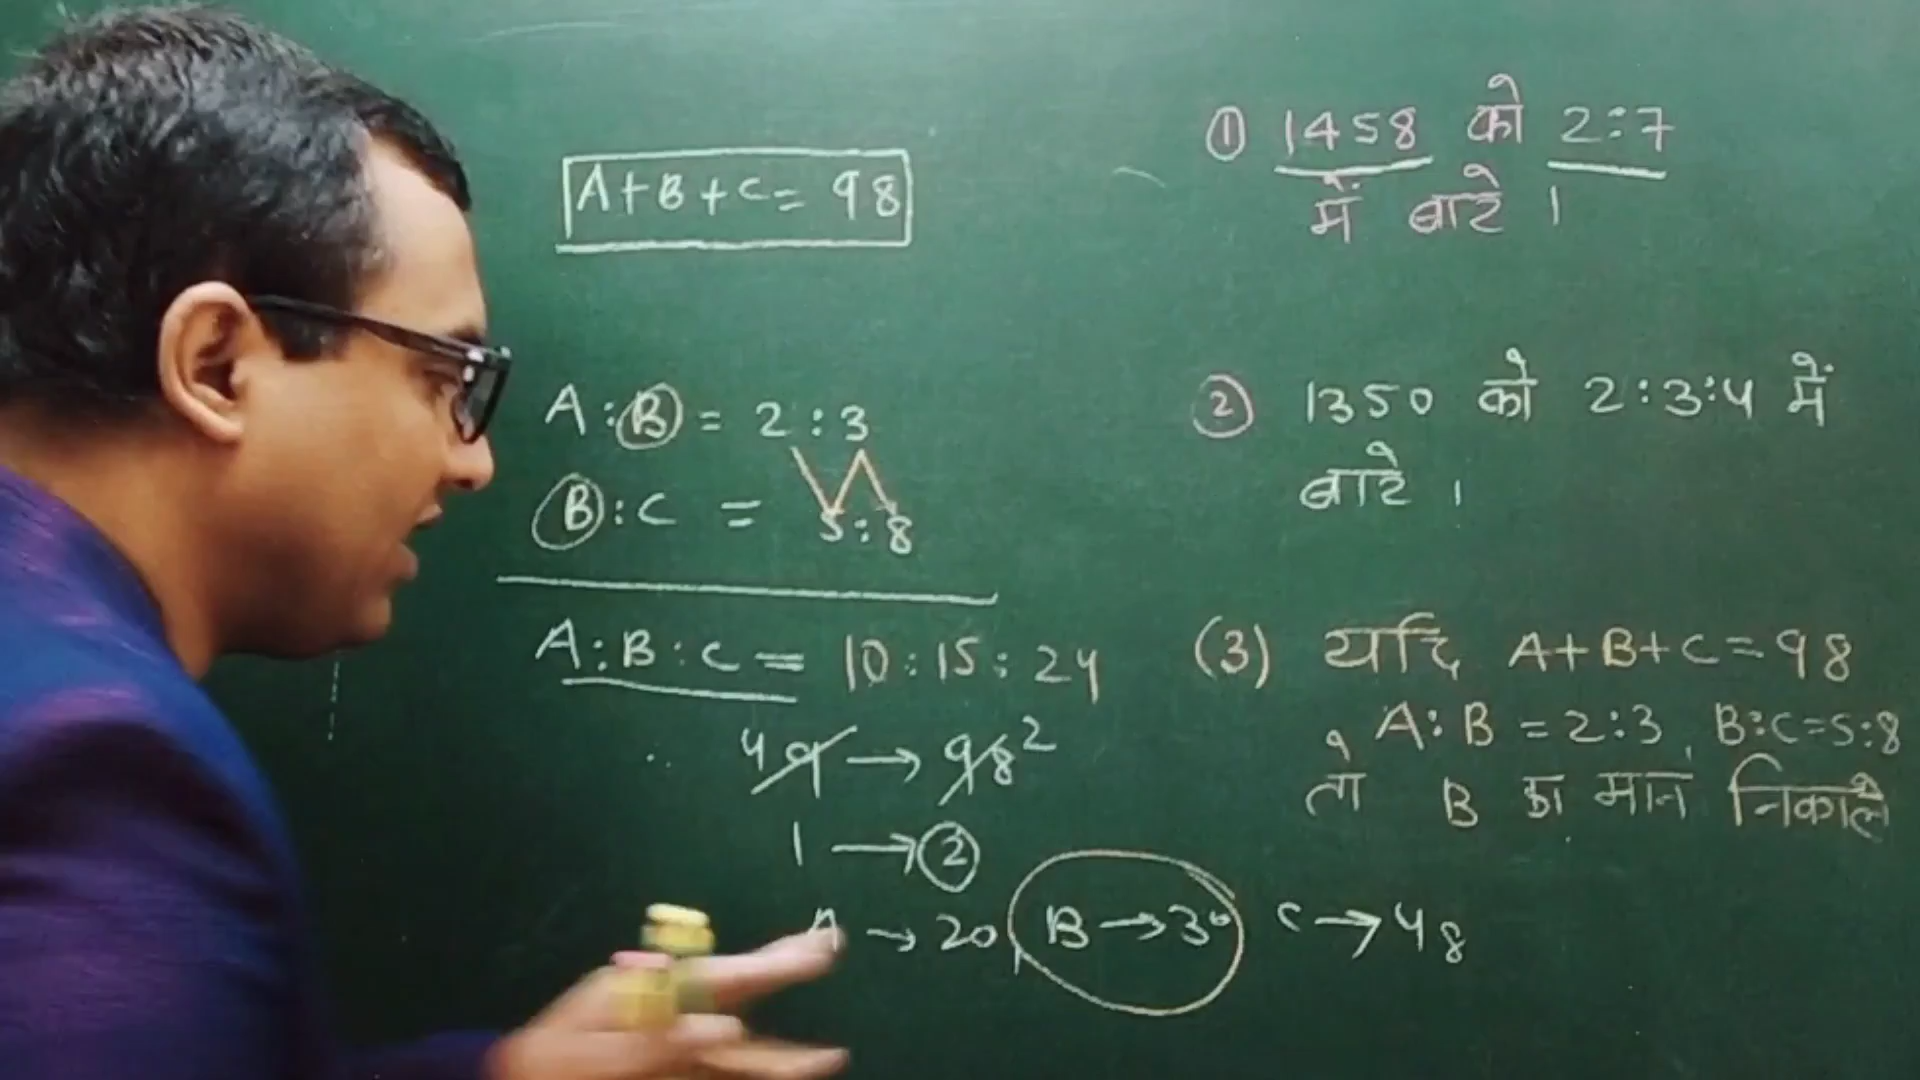 A+B+C= 98
A:B = 2:3
B:C = 5:8
A:B:C = 10:15:24
49 → 98 2
1 → 2
A → 20, B → 30 C → 48
① 1458 को 2:7
में बाटे ।
② 1350 को 2:3:4 में
बाटे ।
(3) यदि A+B+C=98
A:B=2:3, B:C=5:8
तो B का मान निकाले